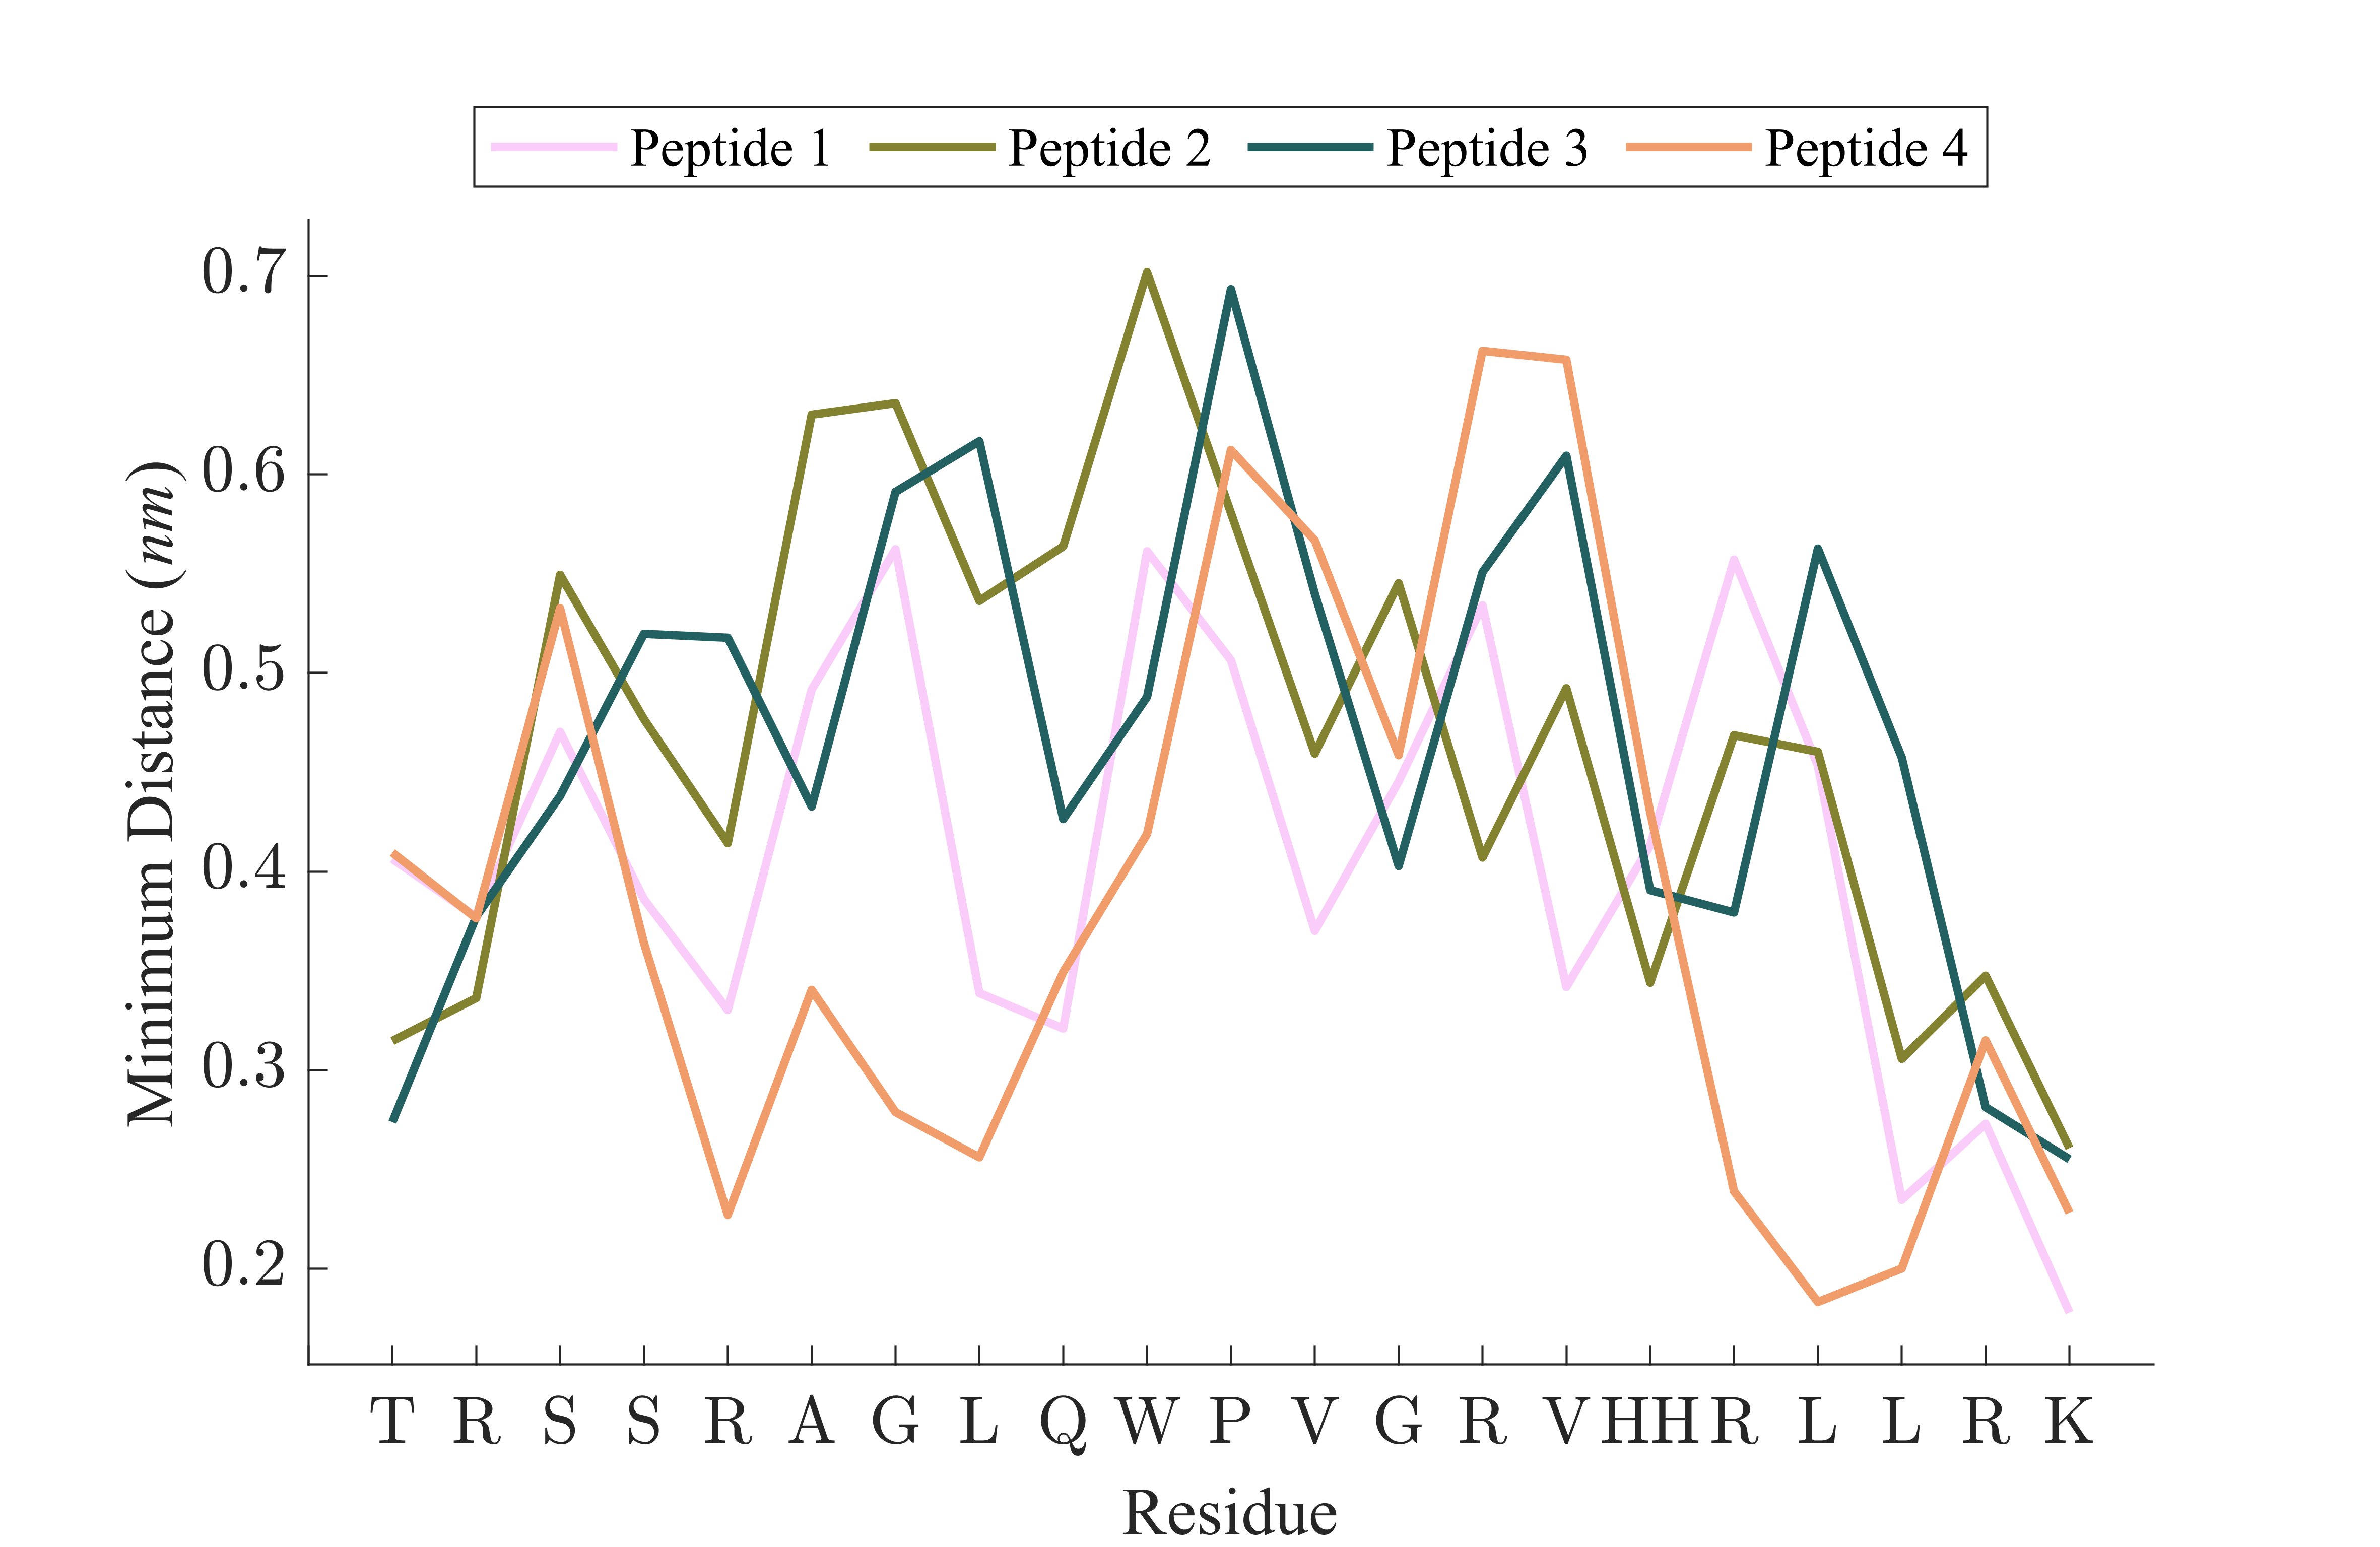 Peptide 1 Peptide 2 Peptide 3 Peptide 4
0.7
0.6
0.5
0.4
0.3
0.2
Minimum Distance (nm)
T R S S R A G L Q W P V G R V HHH R L L R K
Residue